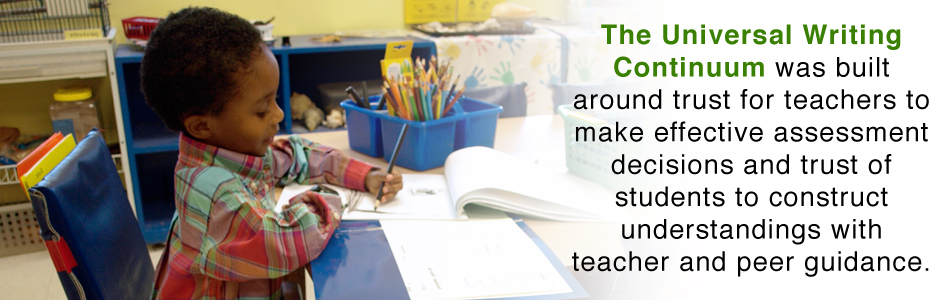 The Universal Writing
Continuum was built
around trust for teachers to
make effective assessment
decisions and trust of
students to construct
understandings with
teacher and peer guidance.